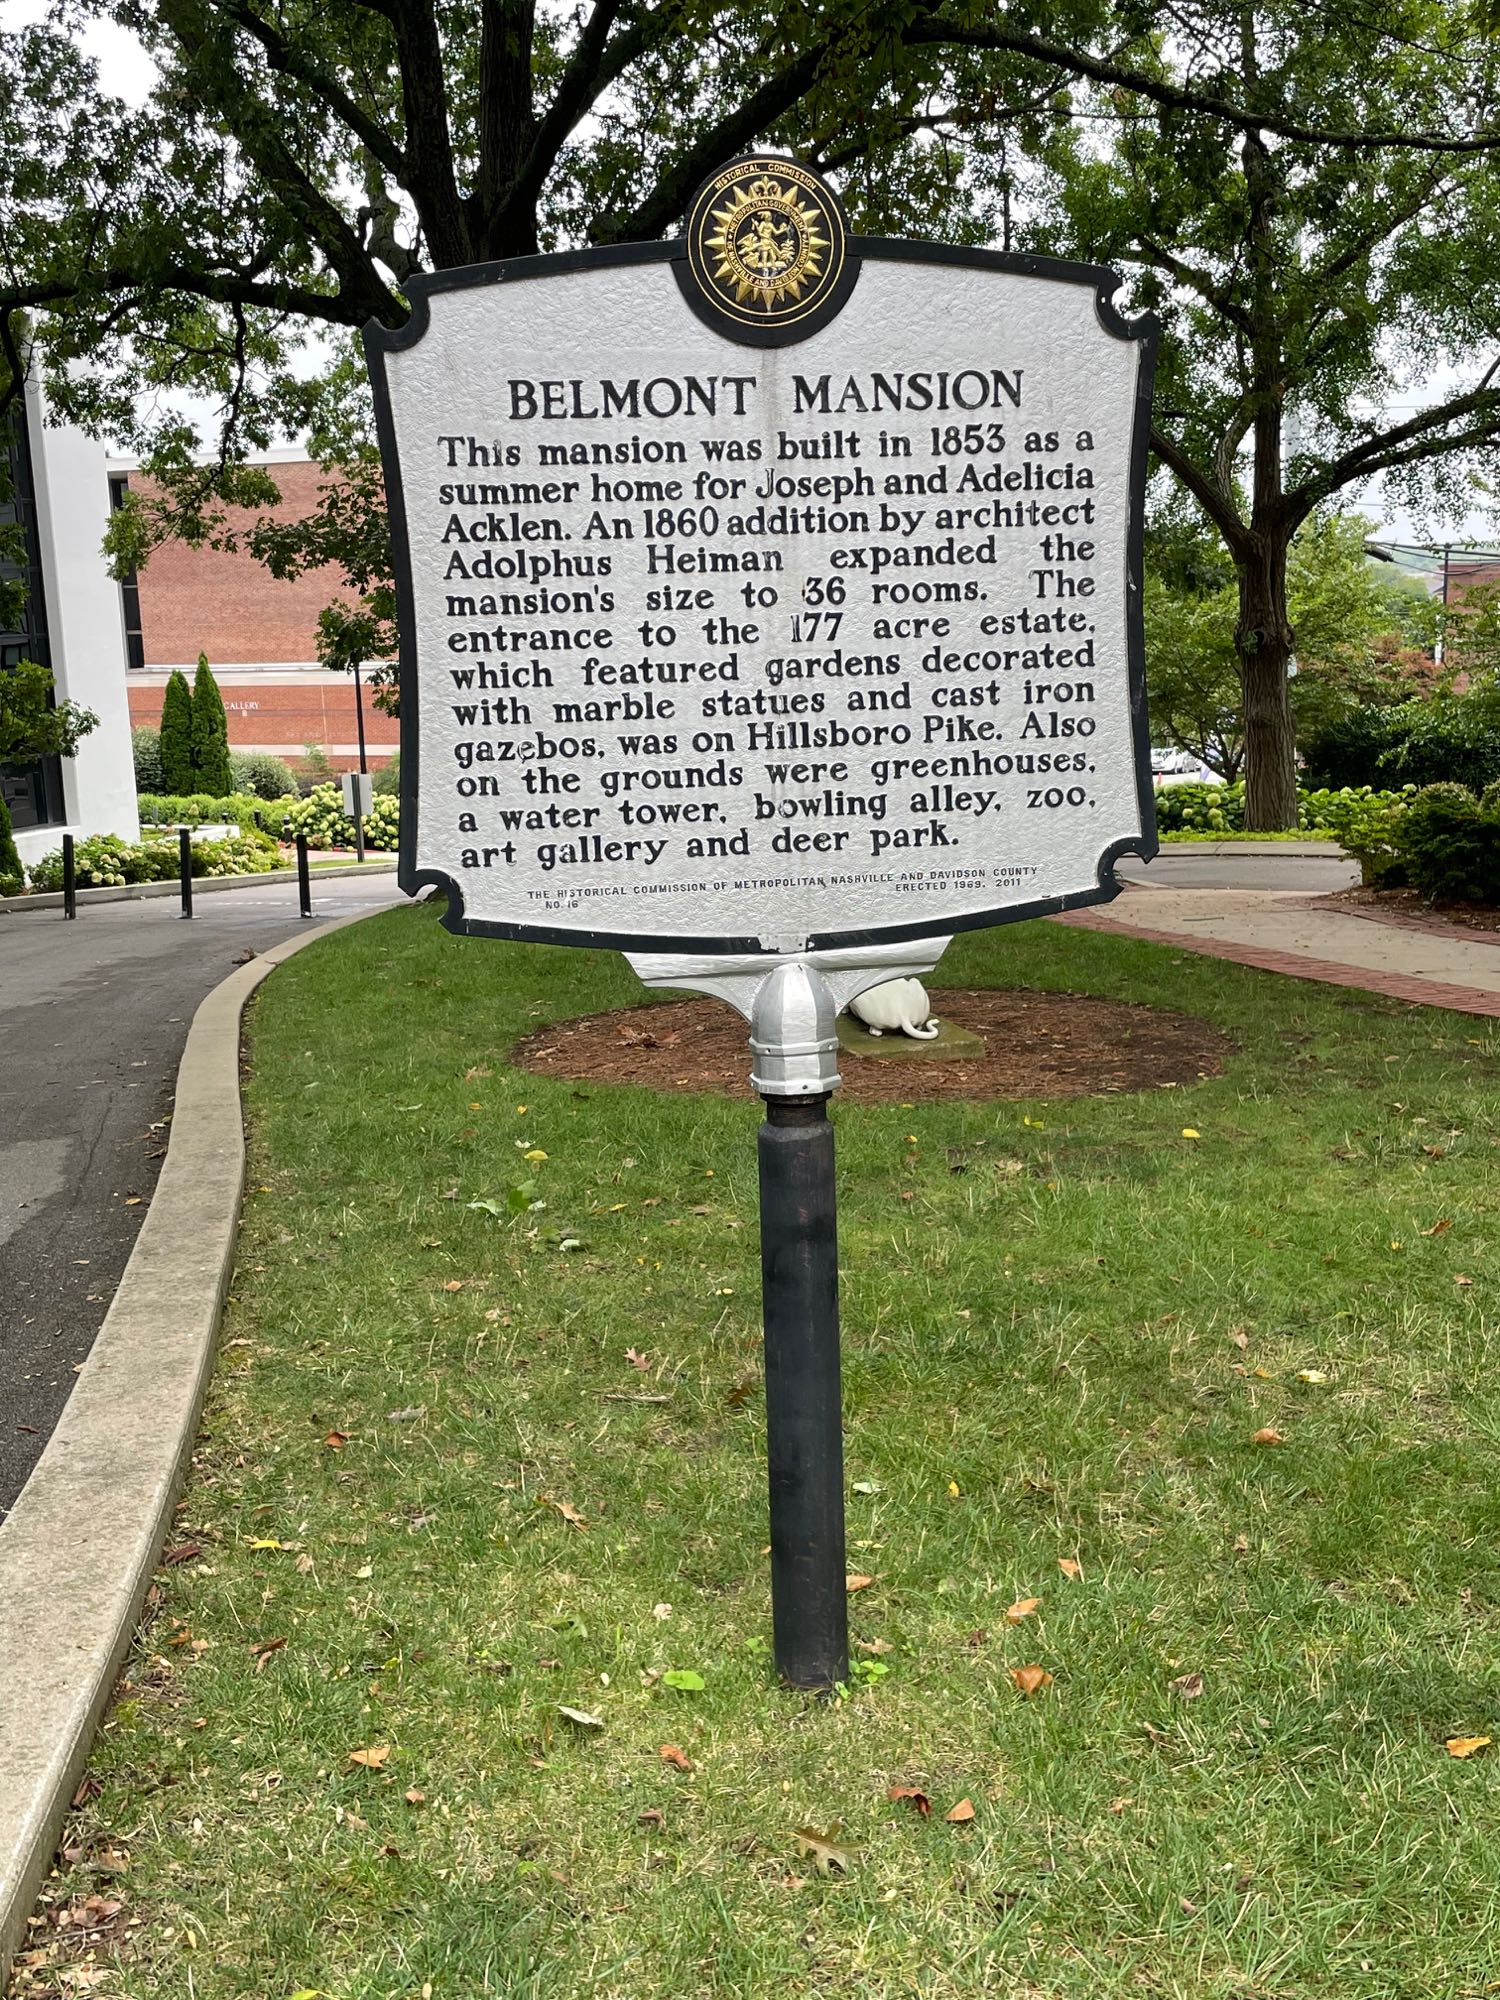 HISTORICAL COMMISSION
BELMONT MANSION
This mansion was built in 1853 as a
summer home for Joseph and Adelicia
Acklen. An 1860 addition by architect
Adolphus Heiman expanded the
mansion's size to 36 rooms. The
entrance to the 177 acre estate,
which featured gardens decorated
with marble statues and cast iron
gazebos, was on Hillsboro Pike. Also
on the grounds were greenhouses,
a water tower, bowling alley, zoo,
art gallery and deer park.
THE HISTORICAL COMMISSION OF METROPOLITAN NASHVILLE AND DAVIDSON COUNTY
NO. 16 ERECTED 1969, 2011
GALLERY